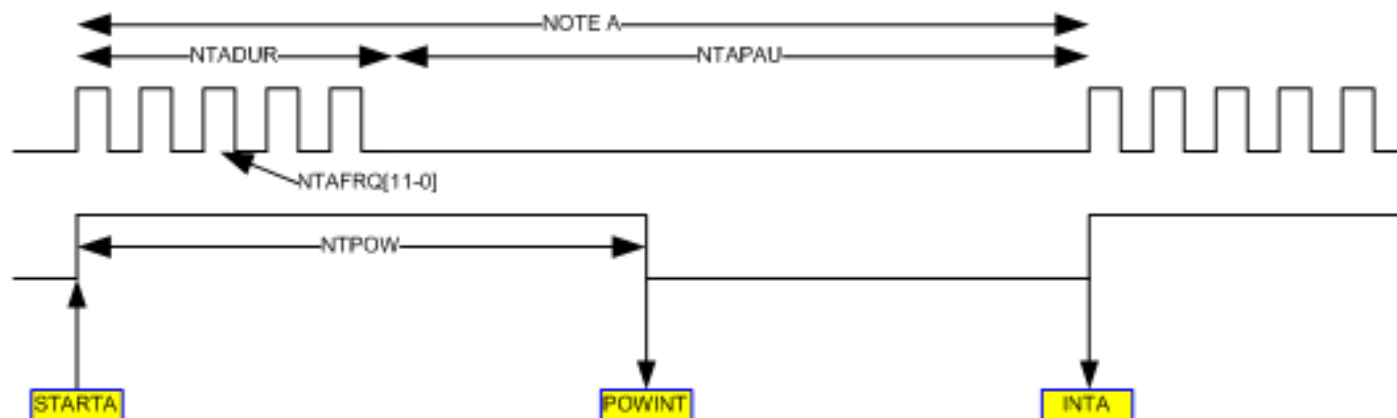 NOTE A
NTADUR
NTAPAU
NTAFRQ[11-0]
NTPOW
STARTA
POWINT
INTA